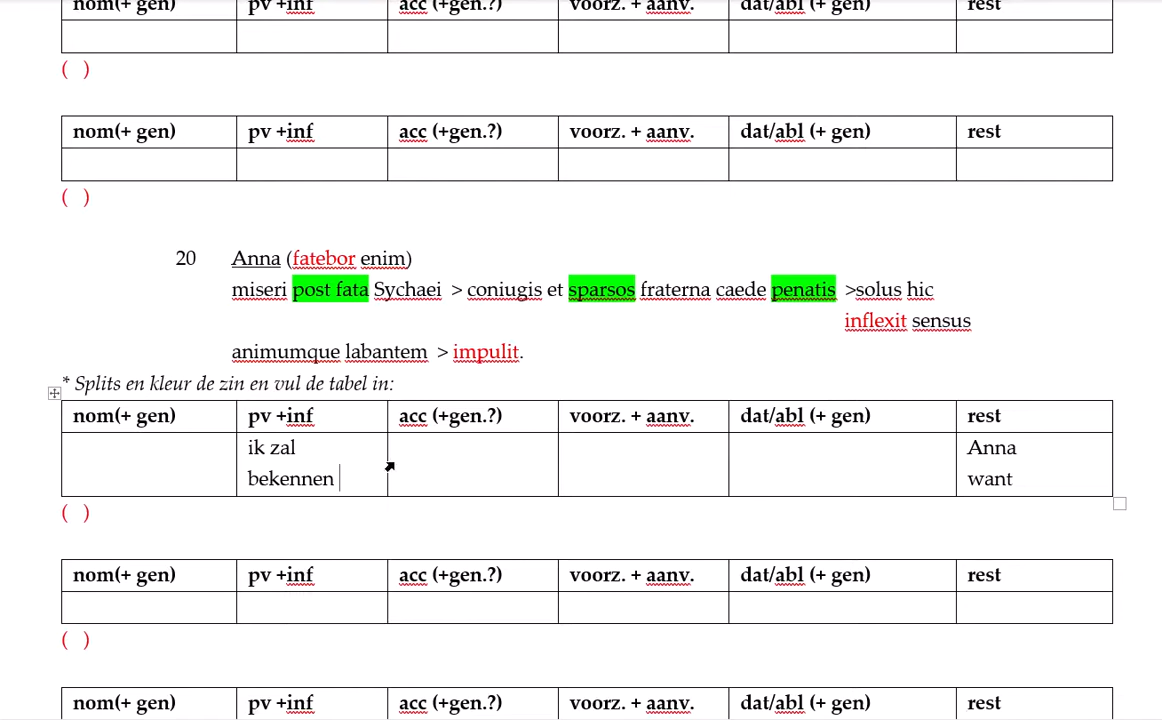 nom(+ gen) pv +inf acc (+gen.?) voorz. + aanv. dat/abl (+ gen) rest
( )
nom(+ gen) pv +inf acc (+gen.?) voorz. + aanv. dat/abl (+ gen) rest
( )
20 Anna (fatebor enim)
miseri post fata Sychaei > coniugis et sparsos fraterna caede penatis >solus hic
inflexit sensus
animumque labantem > impulit.
* Splits en kleur de zin en vul de tabel in:
nom(+ gen) pv +inf acc (+gen.?) voorz. + aanv. dat/abl (+ gen) rest
ik zal Anna
bekennen want
( )
nom(+ gen) pv +inf acc (+gen.?) voorz. + aanv. dat/abl (+ gen) rest
( )
nom(+ gen) pv +inf acc (+gen.?) voorz. + aanv. dat/abl (+ gen) rest